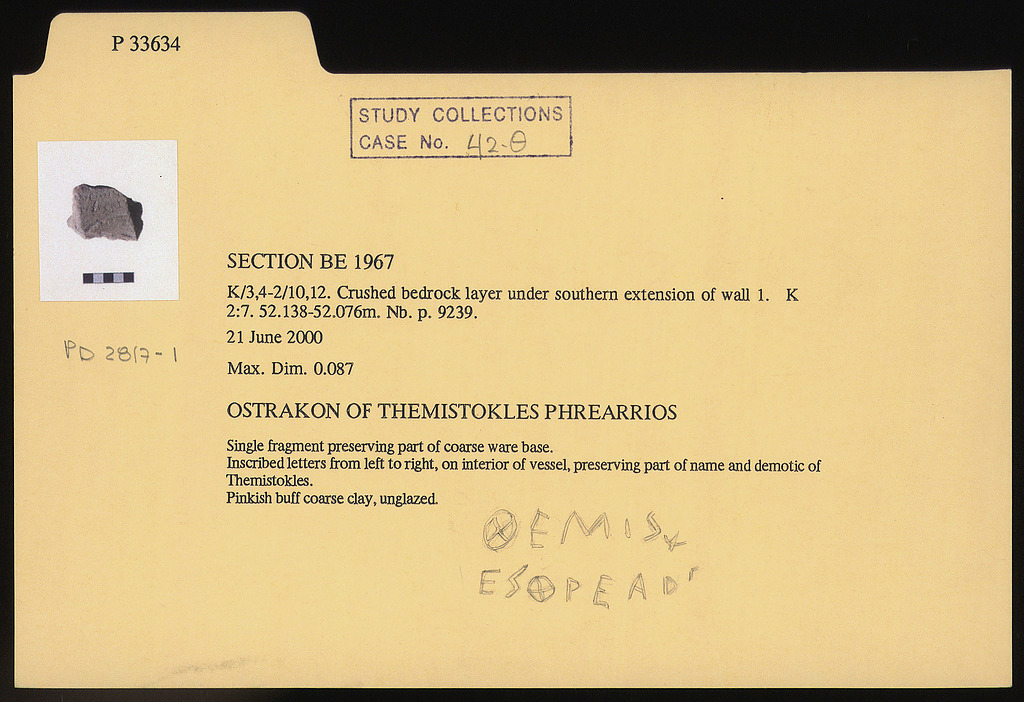 P 33634
STUDY COLLECTIONS
CASE No. 42-Θ
SECTION BE 1967
K/3,4-2/10,12. Crushed bedrock layer under southern extension of wall 1. K
2:7. 52.138-52.076m. Nb. p. 9239.
21 June 2000
PD 2817-1
Max. Dim. 0.087
OSTRAKON OF THEMISTOKLES PHREARRIOS
Single fragment preserving part of coarse ware base.
Inscribed letters from left to right, on interior of vessel, preserving part of name and demotic of
Themistokles.
Pinkish buff coarse clay, unglazed.